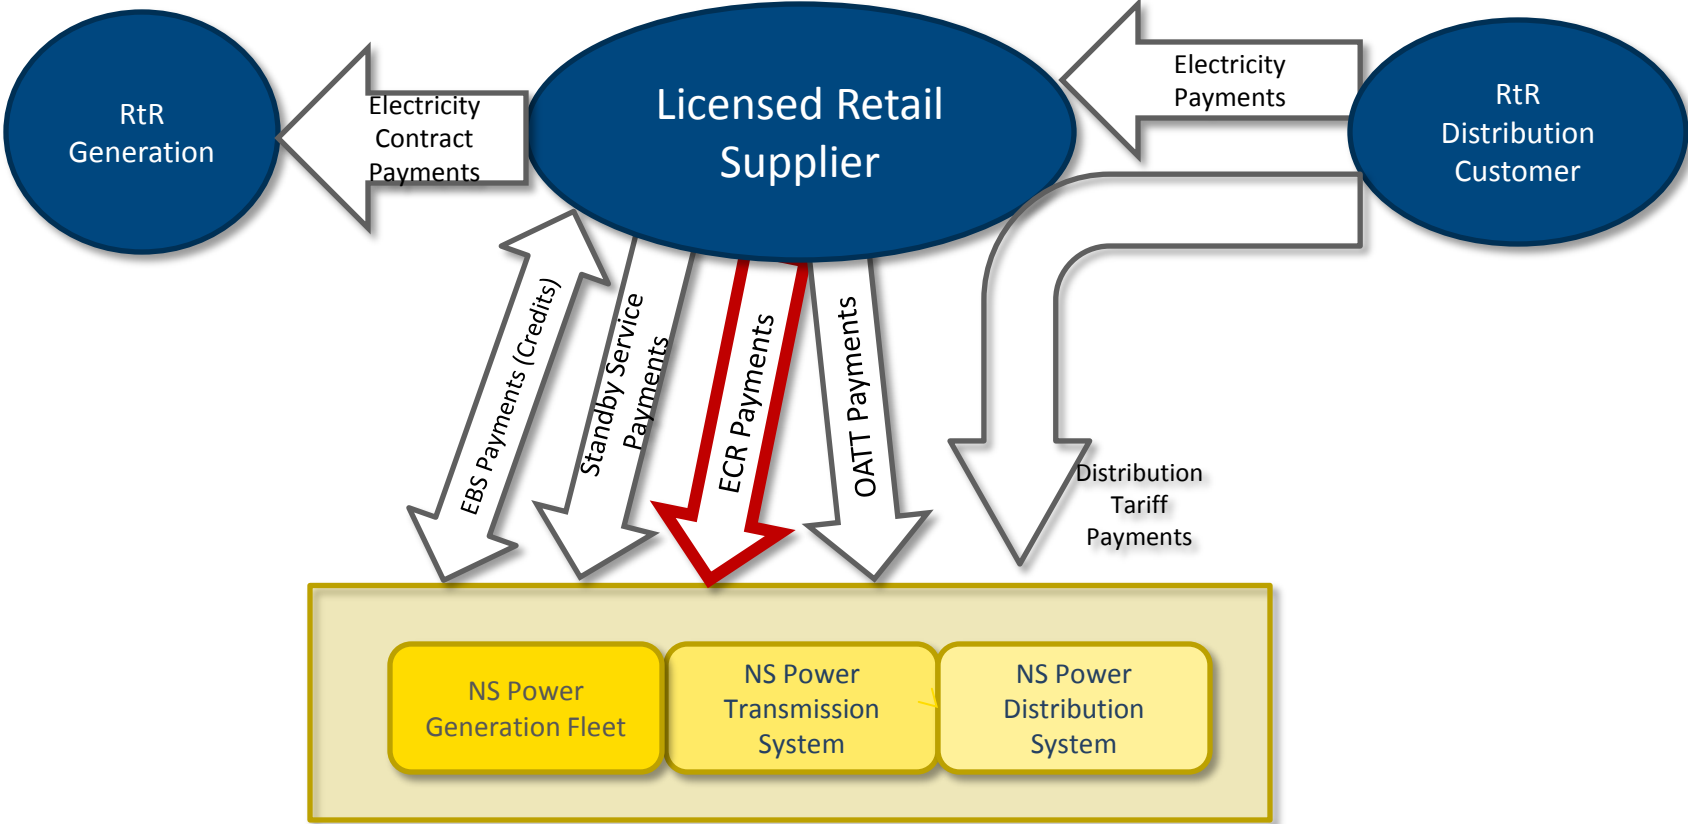 RtR
Generation
Electricity
Contract
Payments
Licensed Retail
Supplier
Electricity
Payments
RtR
Distribution
Customer
EBS Payments (Credits)
Standby Service
Payments
ECR Payments
OATT Payments
Distribution
Tariff
Payments
NS Power
Generation Fleet
NS Power
Transmission
System
NS Power
Distribution
System